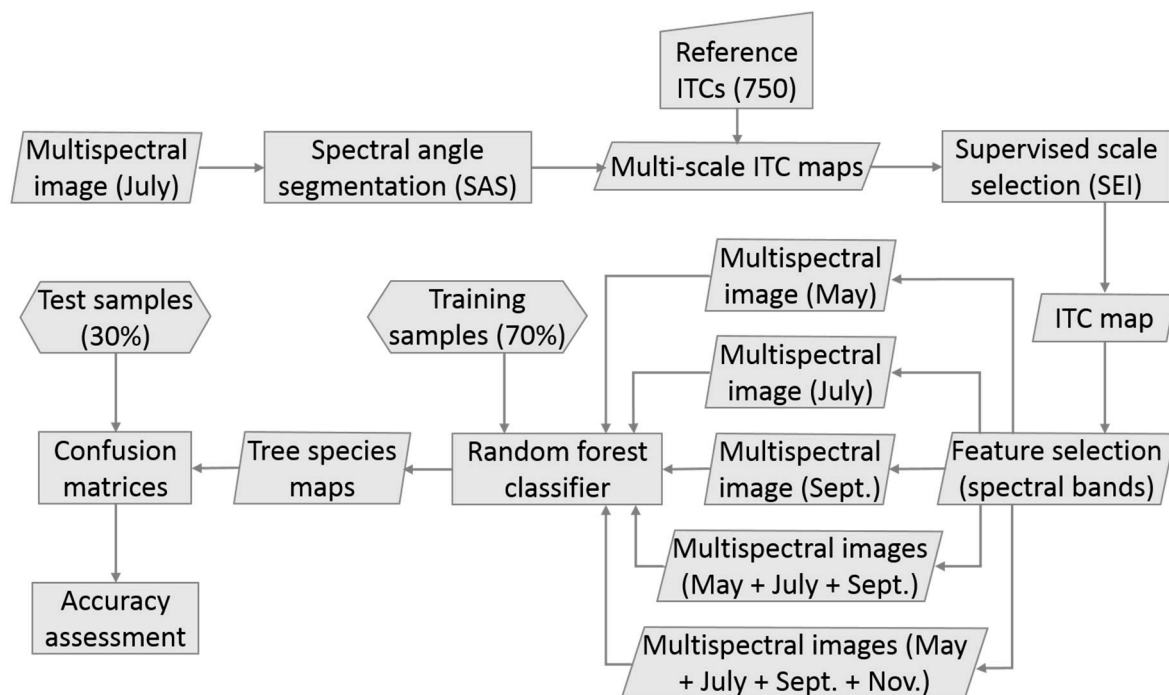 Reference
ITCs (750)
Multispectral
image (July)
Spectral angle
segmentation (SAS)
Multi-scale ITC maps
Supervised scale
selection (SEI)
ITC map
Feature selection
(spectral bands)
Multispectral
image (May)
Multispectral
image (July)
Multispectral
image (Sept.)
Multispectral images
(May + July + Sept.)
Multispectral images (May
+ July + Sept. + Nov.)
Training
samples (70%)
Random forest
classifier
Tree species
maps
Test samples
(30%)
Confusion
matrices
Accuracy
assessment